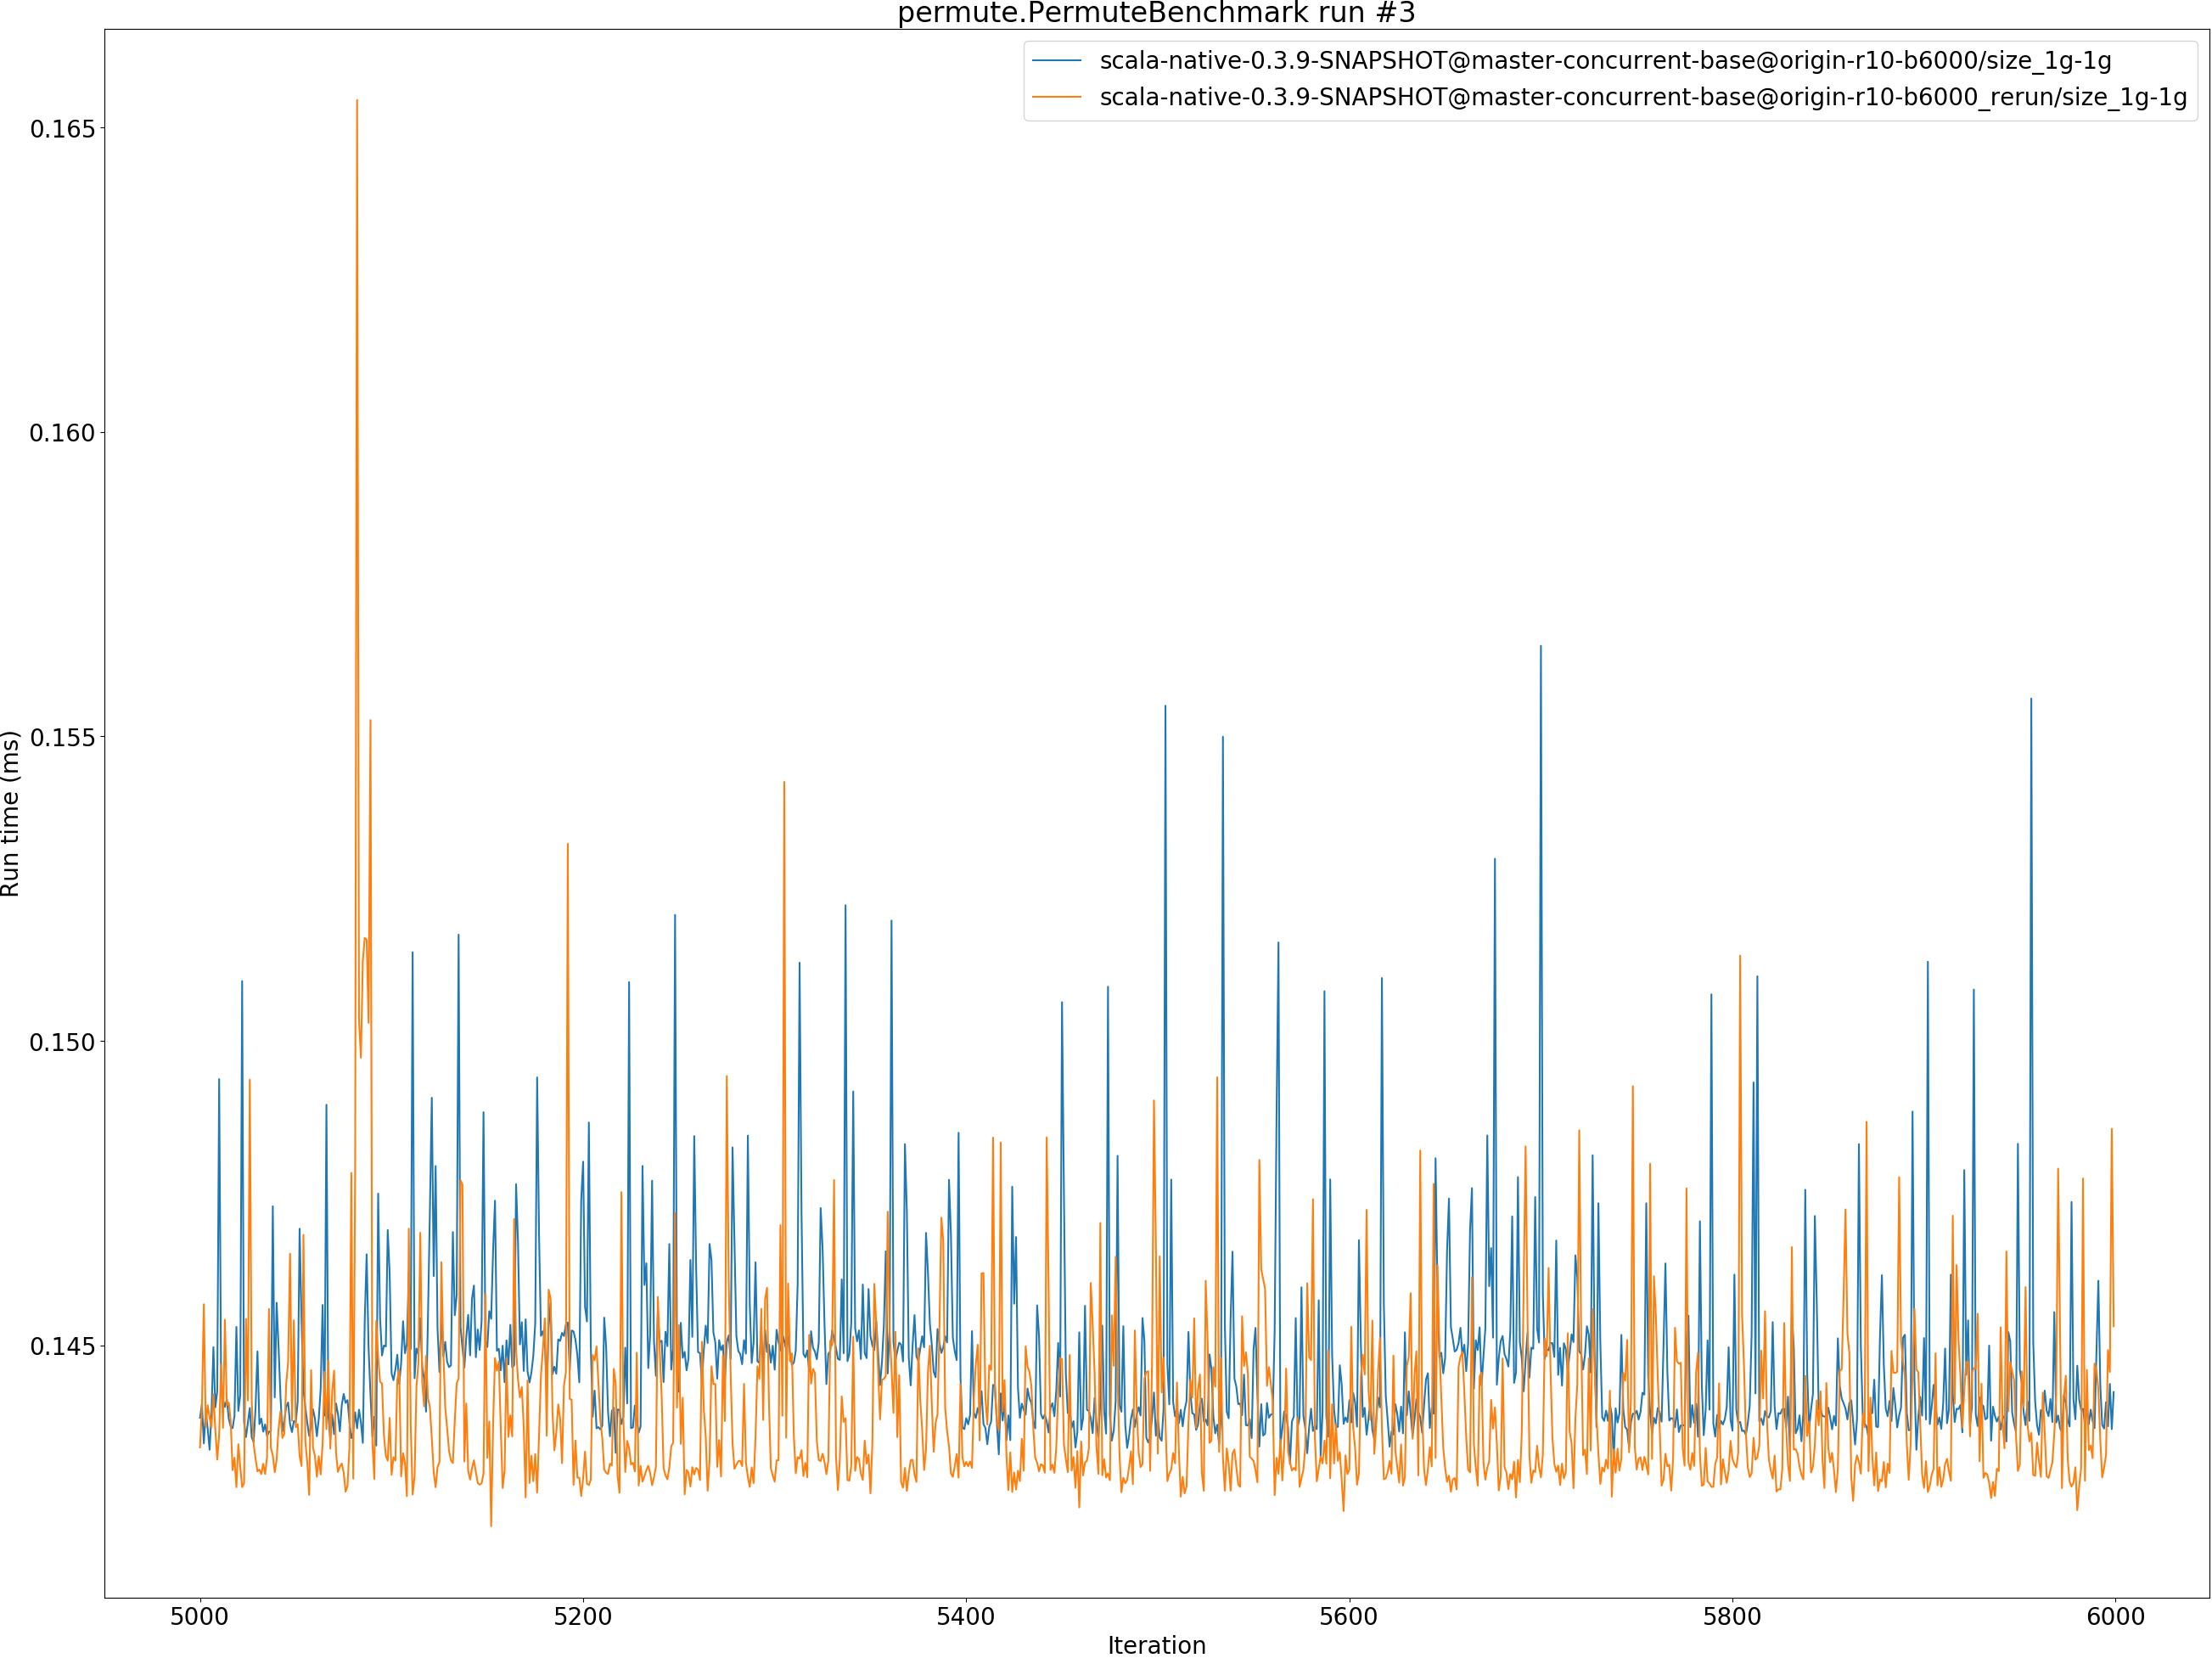 permute.PermuteBenchmark run #3
scala-native-0.3.9-SNAPSHOT@master-concurrent-base@origin-r10-b6000/size_1g-1g
scala-native-0.3.9-SNAPSHOT@master-concurrent-base@origin-r10-b6000_rerun/size_1g-1g
0.165
0.160
0.155
0.150
0.145
Run time (ms)
5000 5200 5400 5600 5800 6000
Iteration